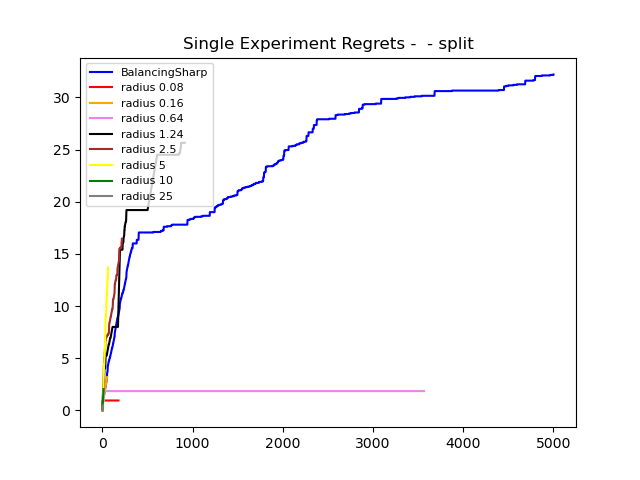 Single Experiment Regrets -  - split
BalancingSharp
radius 0.08
radius 0.16
radius 0.64
radius 1.24
radius 2.5
radius 5
radius 10
radius 25
30
25
20
15
10
5
0
0 1000 2000 3000 4000 5000